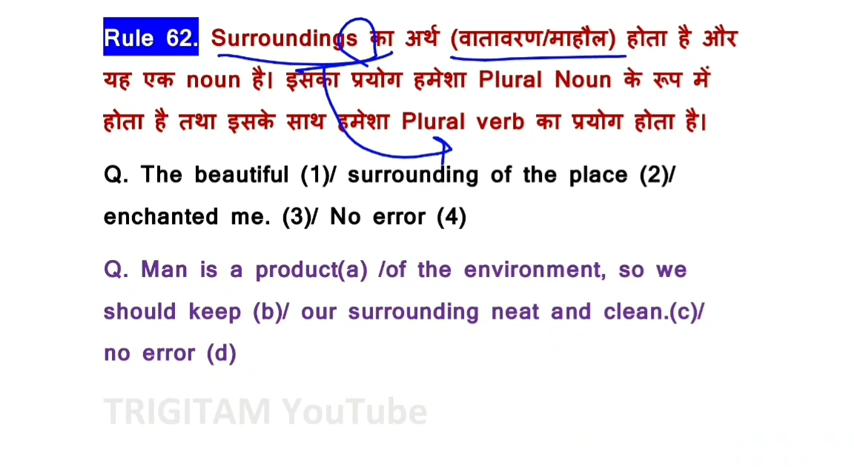 Rule 62. Surroundings का अर्थ (वातावरण/माहौल) होता है और
यह एक noun है। इसका प्रयोग हमेशा Plural Noun के रूप में
होता है तथा इसके साथ हमेशा Plural verb का प्रयोग होता है।
Q. The beautiful (1)/ surrounding of the place (2)/
enchanted me. (3)/ No error (4)
Q. Man is a product(a) /of the environment, so we
should keep (b)/ our surrounding neat and clean.(c)/
no error (d)
TRIGITAM YouTube